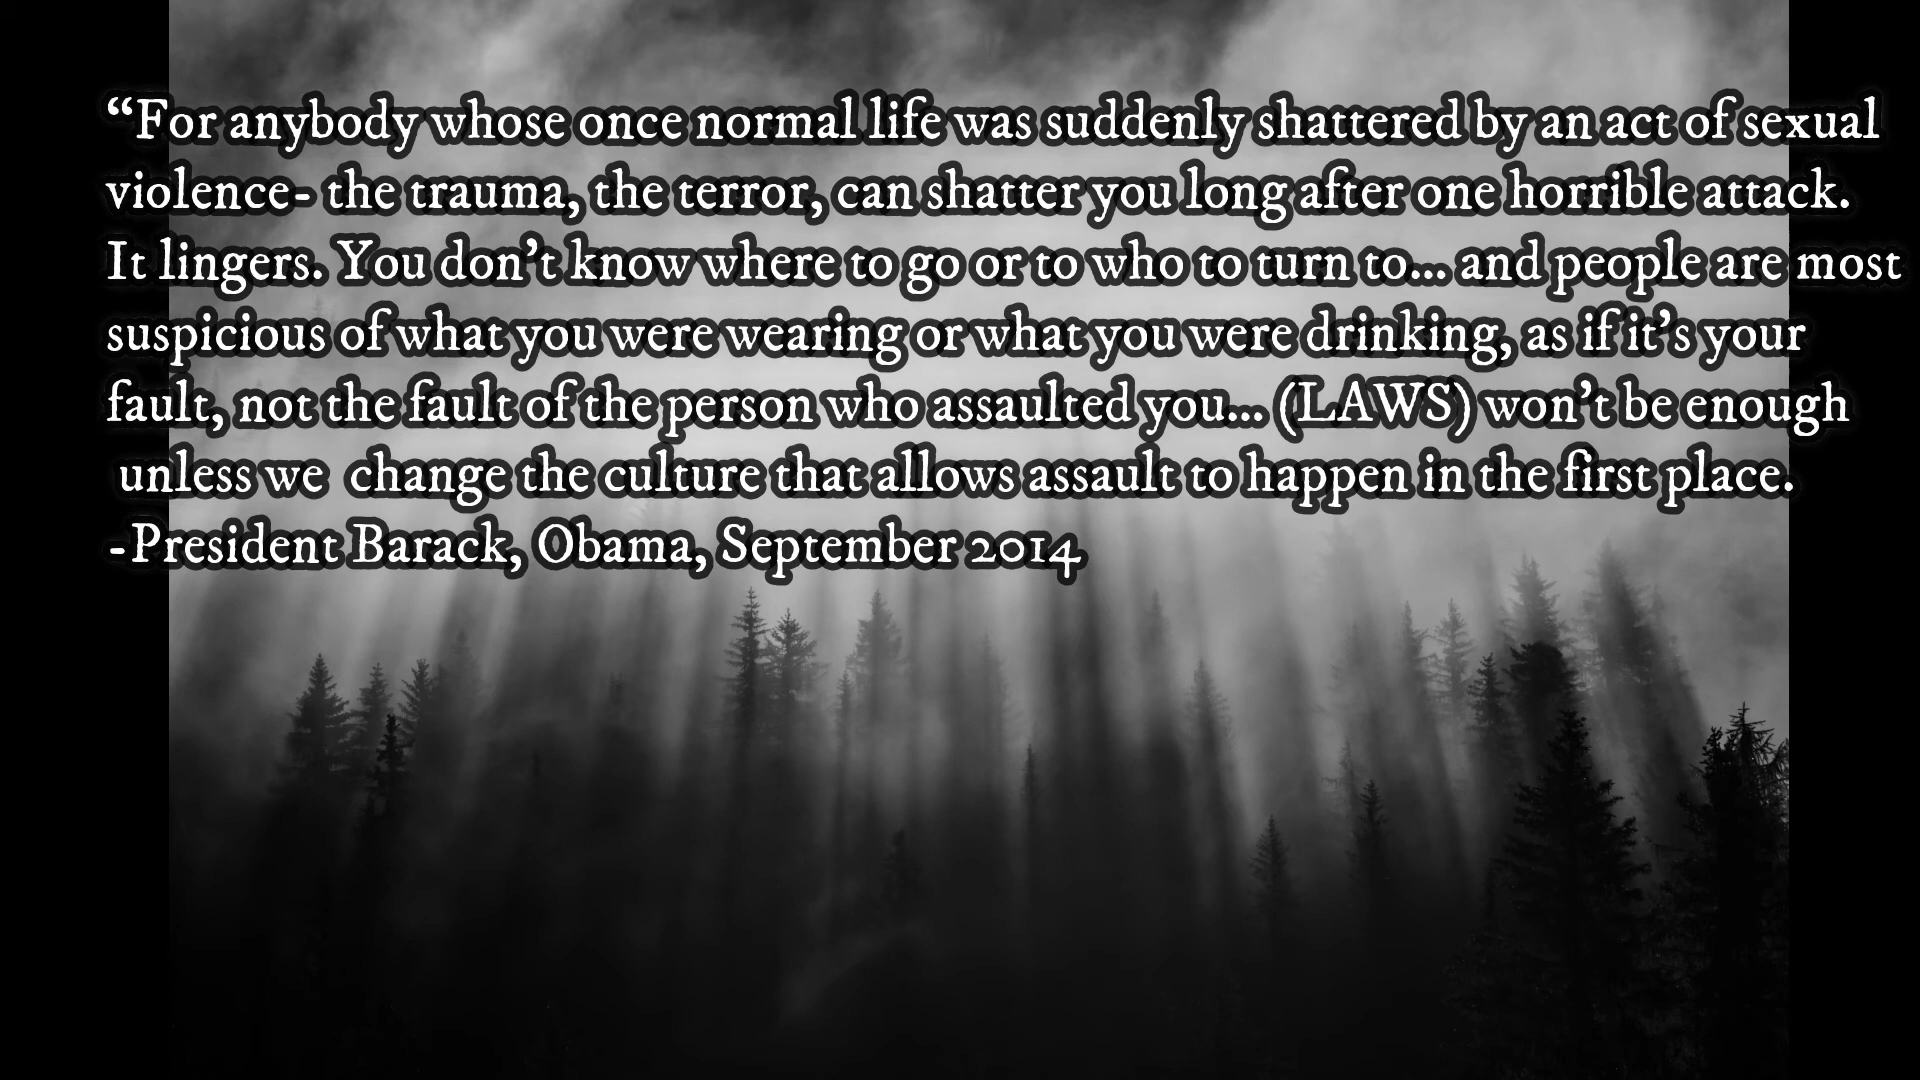 “For anybody whose once normal life was suddenly shattered by an act of sexual
violence- the trauma, the terror, can shatter you long after one horrible attack.
It lingers. You don’t know where to go or to who to turn to... and people are most
suspicious of what you were wearing or what you were drinking, as if it’s your
fault, not the fault of the person who assaulted you... (LAWS) won’t be enough
unless we change the culture that allows assault to happen in the first place.
-President Barack, Obama, September 2014